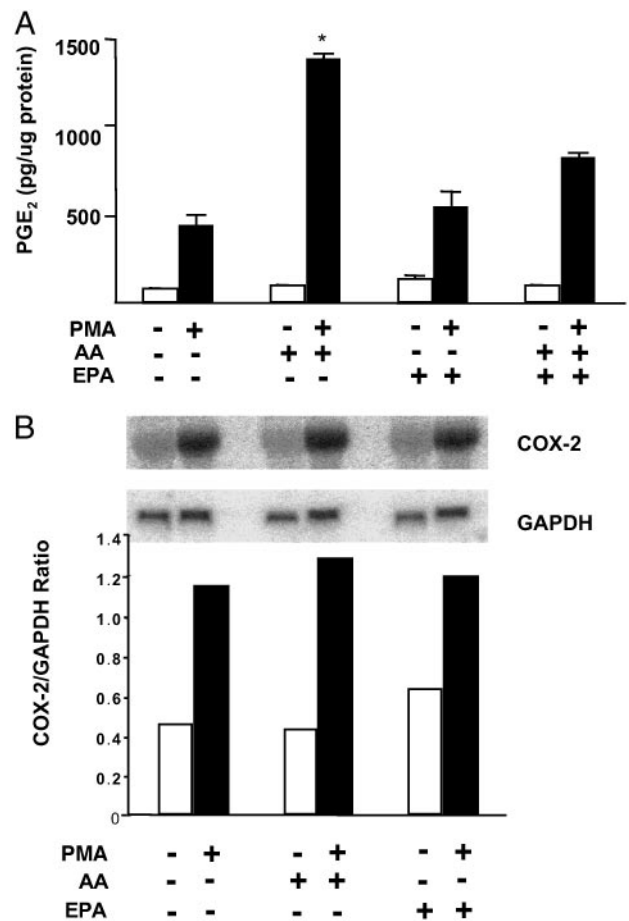 A
*
1500
1000
500
PGE₂ (pg/ug protein)
PMA - + - + - + - +
AA - - + + - - + +
EPA - - - - + + + +
B
COX-2
GAPDH
1.4
1.2
1.0
0.8
0.6
0.4
0.2
0
COX-2/GAPDH Ratio
PMA - + - + - +
AA - - + + - -
EPA - - - - + +